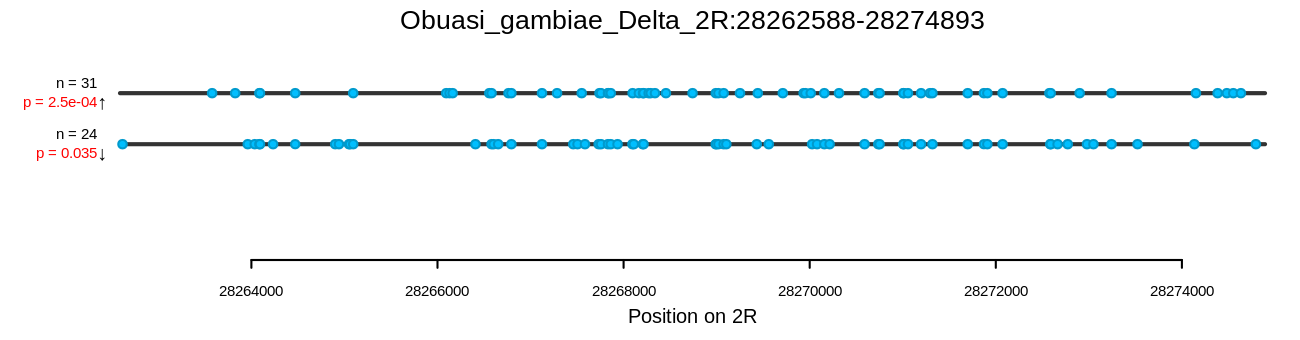 Obuasi_gambiae_Delta_2R:28262588-28274893
n = 31
p = 2.5e-04↑
n = 24
p = 0.035↓
28264000 28266000 28268000 28270000 28272000 28274000
Position on 2R